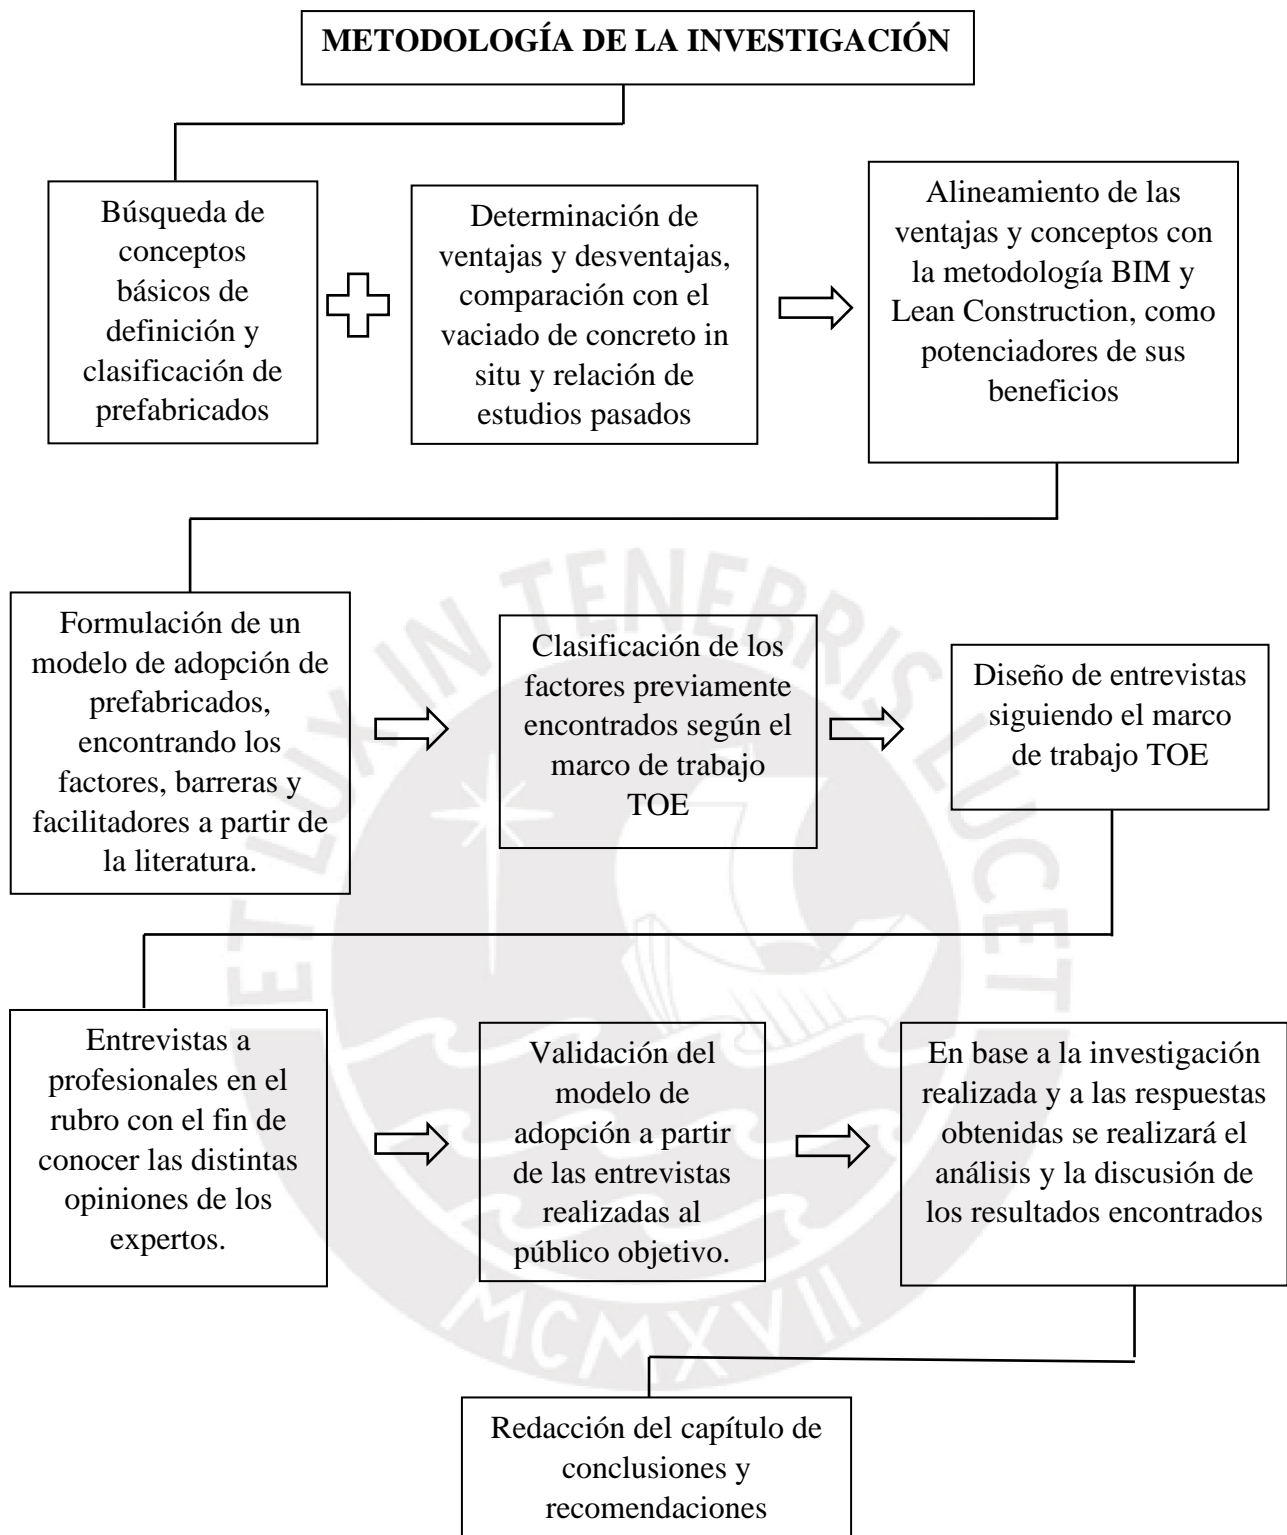 METODOLOGÍA DE LA INVESTIGACIÓN
Búsqueda de
conceptos
básicos de
definición y
clasificación de
prefabricados
Determinación de
ventajas y desventajas,
comparación con el
vaciado de concreto in
situ y relación de
estudios pasados
Alineamiento de las
ventajas y conceptos con
la metodología BIM y
Lean Construction, como
potenciadores de sus
beneficios
Formulación de un
modelo de adopción de
prefabricados,
encontrando los
factores, barreras y
facilitadores a partir de
la literatura.
Clasificación de los
factores previamente
encontrados según el
marco de trabajo
TOE
Diseño de entrevistas
siguiendo el marco
de trabajo TOE
Entrevistas a
profesionales en el
rubro con el fin de
conocer las distintas
opiniones de los
expertos.
Validación del
modelo de
adopción a partir
de las entrevistas
realizadas al
público objetivo.
En base a la investigación
realizada y a las respuestas
obtenidas se realizará el
análisis y la discusión de
los resultados encontrados
Redacción del capítulo de
conclusiones y
recomendaciones
ET LUX IN TENEBRIS LUCET
MCMXVII